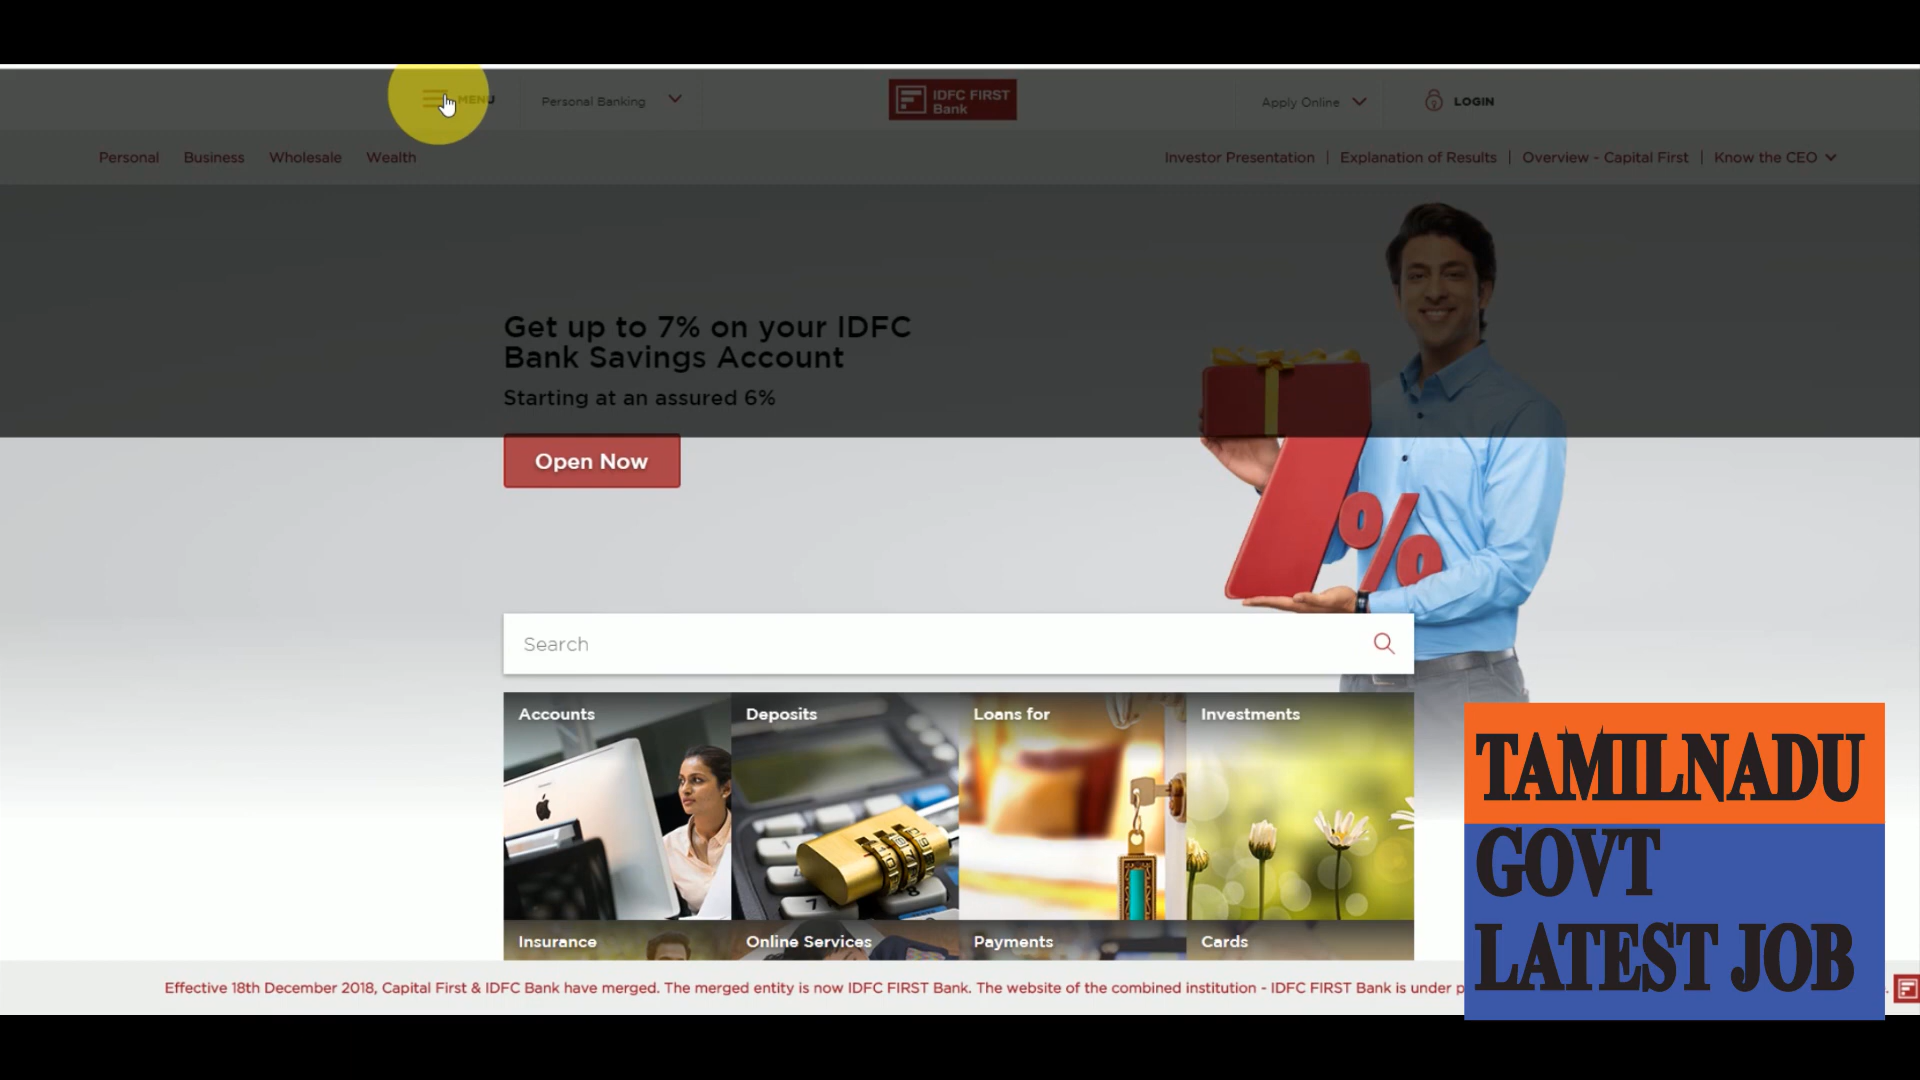 MENU
Personal Banking
IDFC FIRST
Bank
Apply Online
LOGIN
Personal Business Wholesale Wealth
Investor Presentation | Explanation of Results | Overview - Capital First | Know the CEO
Get up to 7% on your IDFC
Bank Savings Account
Starting at an assured 6%
Open Now
7%
Search
Accounts
Deposits
Loans for
Investments
Insurance
Online Services
Payments
Cards
Effective 18th December 2018, Capital First & IDFC Bank have merged. The merged entity is now IDFC FIRST Bank. The website of the combined institution - IDFC FIRST Bank is under
TAMILNADU
GOVT
LATEST JOB